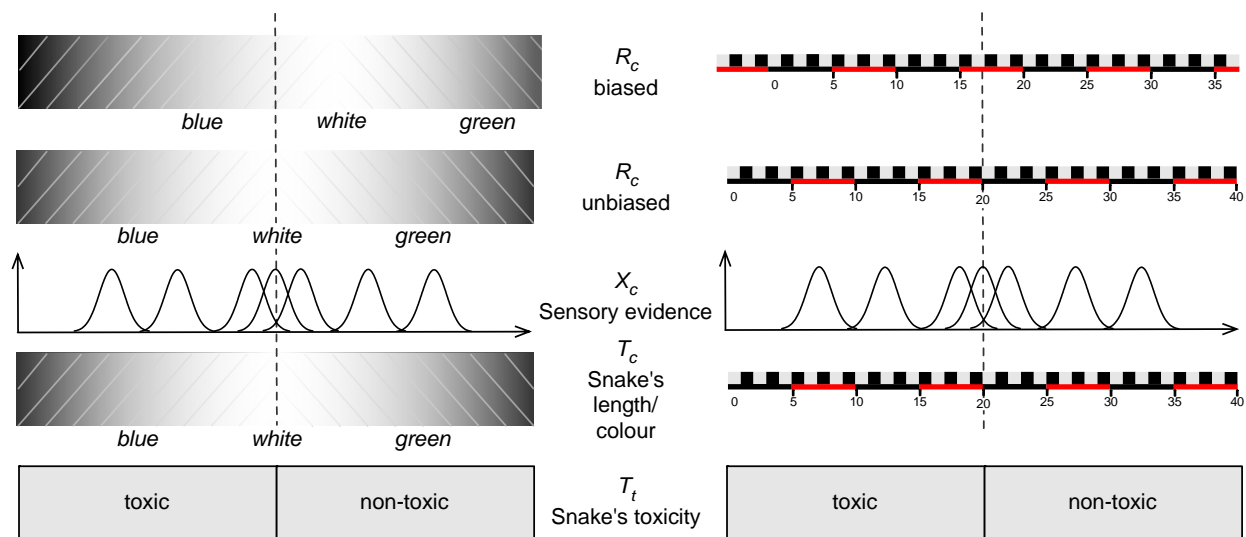 R_c
biased
blue white green
0 5 10 15 20 25 30 35
R_c
unbiased
blue white green
0 5 10 15 20 25 30 35 40
X_c
Sensory evidence
T_c
Snake's
length/
colour
blue white green
0 5 10 15 20 25 30 35 40
toxic non-toxic
T_t
Snake's toxicity
toxic non-toxic